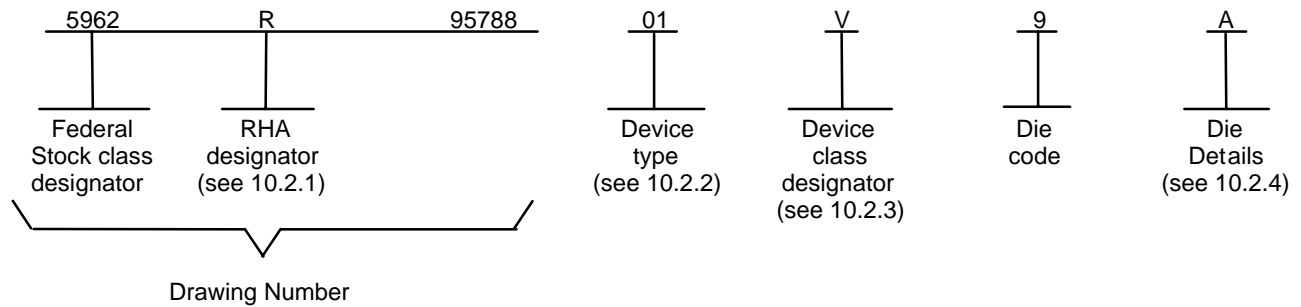 5962 R 95788 01 V 9 A
Federal Stock class designator
RHA designator (see 10.2.1)
Device type (see 10.2.2)
Device class designator (see 10.2.3)
Die code
Die Details (see 10.2.4)
Drawing Number